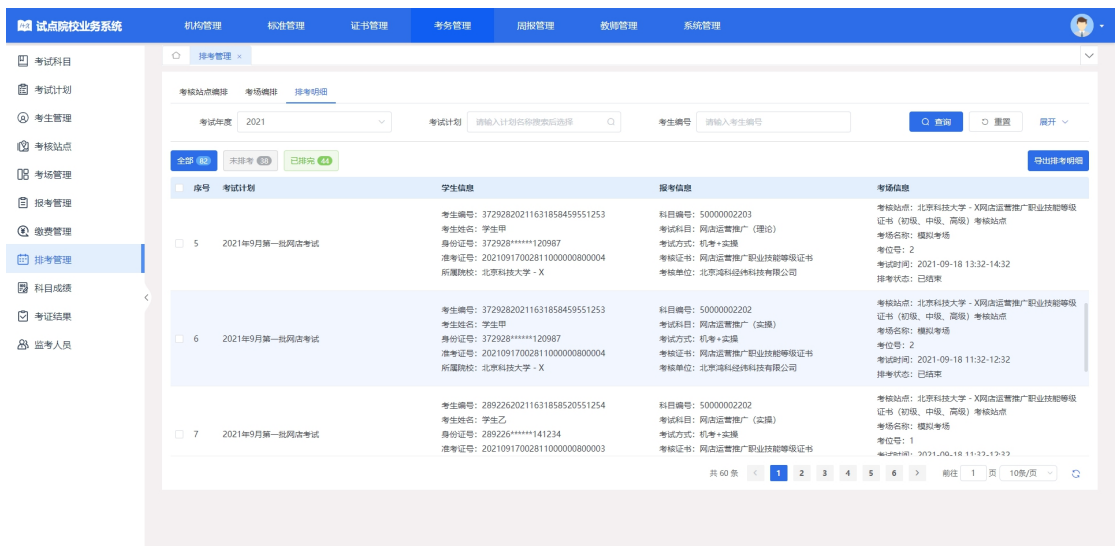 试点院校业务系统
机构管理 标准管理 证书管理 考务管理 周报管理 教师管理 系统管理
考试科目
考试计划
考生管理
考核站点
考场管理
报考管理
缴费管理
排考管理
科目成绩
考证结果
监考人员
排考管理 ×
考核站点编排 考场编排 排考明细
考试年度 2021 考试计划 请输入计划名称搜索后选择 考生编号 请输入考生编号 查询 重置 展开
全部 82 未排考 38 已排完 44 导出排考明细
序号 考试计划 学生信息 报考信息 考场信息
5 2021年9月第一批网店考试
考生编号: 37292820211631858459551253
考生姓名: 学生甲
身份证号: 372928******120987
准考证号: 20210917002811000000800004
所属院校: 北京科技大学 - X
科目编号: 50000002203
考试科目: 网店运营推广 (理论)
考试方式: 机考+实操
考核证书: 网店运营推广职业技能等级证书
考核单位: 北京鸿科经纬科技有限公司
考核站点: 北京科技大学 - X网店运营推广职业技能等级
证书 (初级、中级、高级) 考核站点
考场名称: 模拟考场
考位号: 2
考试时间: 2021-09-18 13:32-14:32
排考状态: 已结束
6 2021年9月第一批网店考试
考生编号: 37292820211631858459551253
考生姓名: 学生甲
身份证号: 372928******120987
准考证号: 20210917002811000000800004
所属院校: 北京科技大学 - X
科目编号: 50000002202
考试科目: 网店运营推广 (实操)
考试方式: 机考+实操
考核证书: 网店运营推广职业技能等级证书
考核单位: 北京鸿科经纬科技有限公司
考核站点: 北京科技大学 - X网店运营推广职业技能等级
证书 (初级、中级、高级) 考核站点
考场名称: 模拟考场
考位号: 2
考试时间: 2021-09-18 11:32-12:32
排考状态: 已结束
7 2021年9月第一批网店考试
考生编号: 28922620211631858520551254
考生姓名: 学生乙
身份证号: 289226******141234
准考证号: 20210917002811000000800003
科目编号: 50000002202
考试科目: 网店运营推广 (实操)
考试方式: 机考+实操
考核证书: 网店运营推广职业技能等级证书
考核站点: 北京科技大学 - X网店运营推广职业技能等级
证书 (初级、中级、高级) 考核站点
考场名称: 模拟考场
考位号: 1
考试时间: 2021-09-18 11:32-12:32
共 60 条 < 1 2 3 4 5 6 > 前往 1 页 10条/页